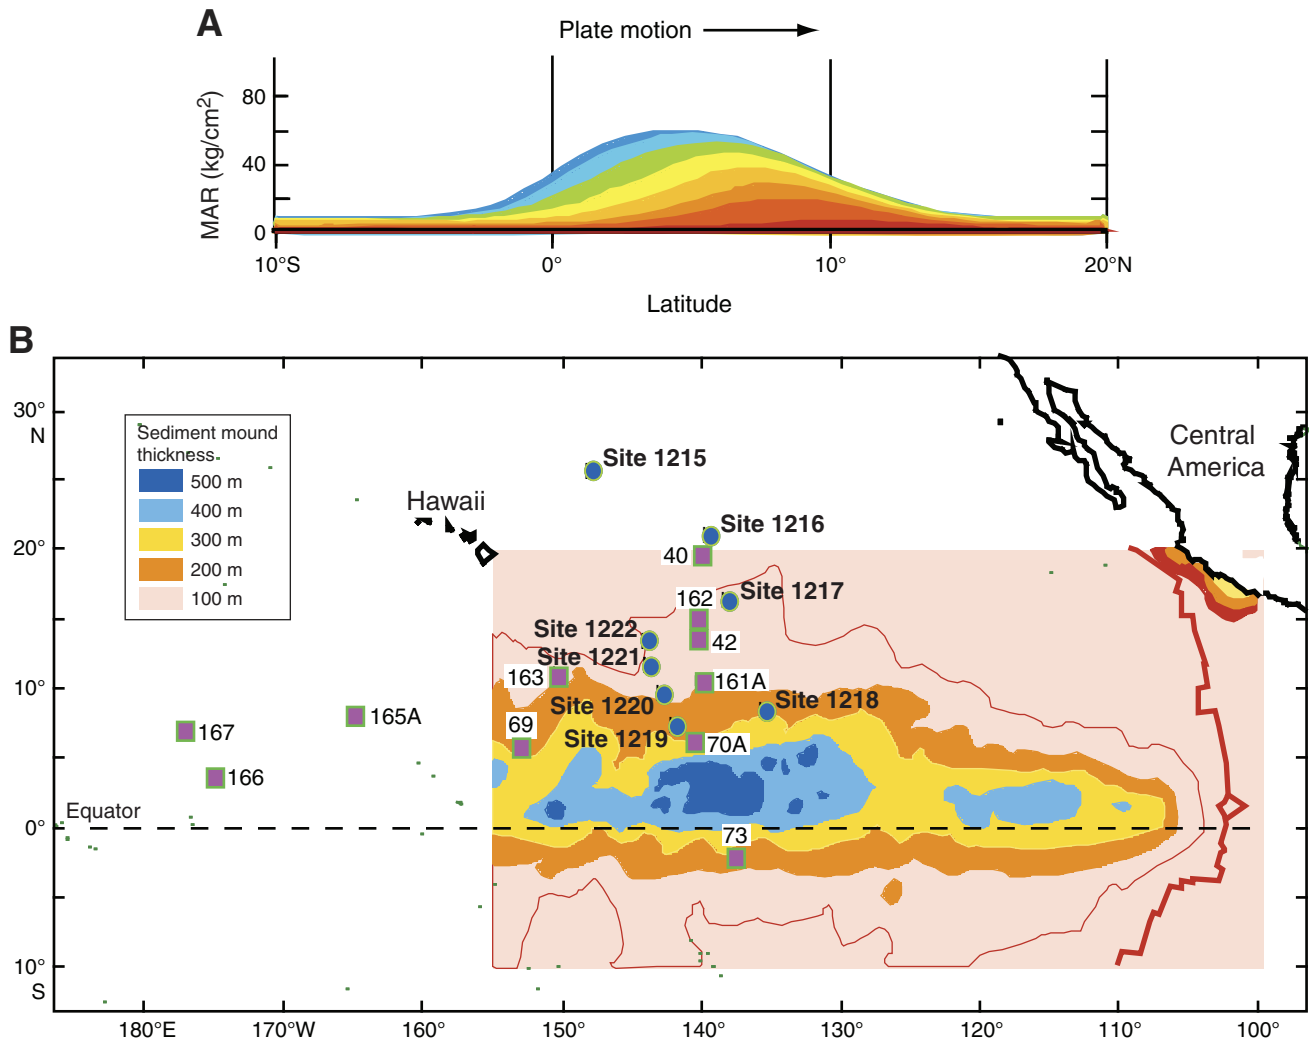 A
Plate motion
MAR (kg/cm2)
80
40
0
10°S
0°
10°
20°N
Latitude
B
30°
N
20°
10°
0°
10°
S
Sediment mound
thickness
500 m
400 m
300 m
200 m
100 m
Hawaii
Central
America
Site 1215
Site 1216
40
Site 1217
162
Site 1222
42
Site 1221
163
161A
Site 1220
Site 1218
69
Site 1219
70A
165A
167
166
Equator
73
180°E
170°W
160°
150°
140°
130°
120°
110°
100°